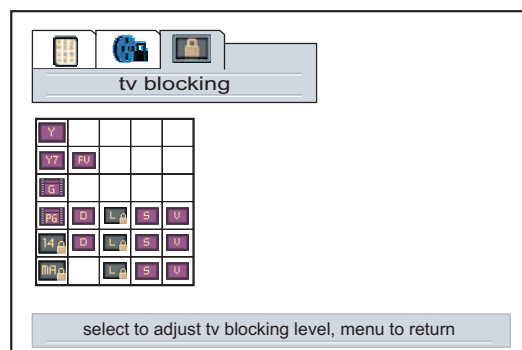 tv blocking
Y
Y7 FV
G
PG D L S V
14 D L S V
MA L S V
select to adjust tv blocking level, menu to return